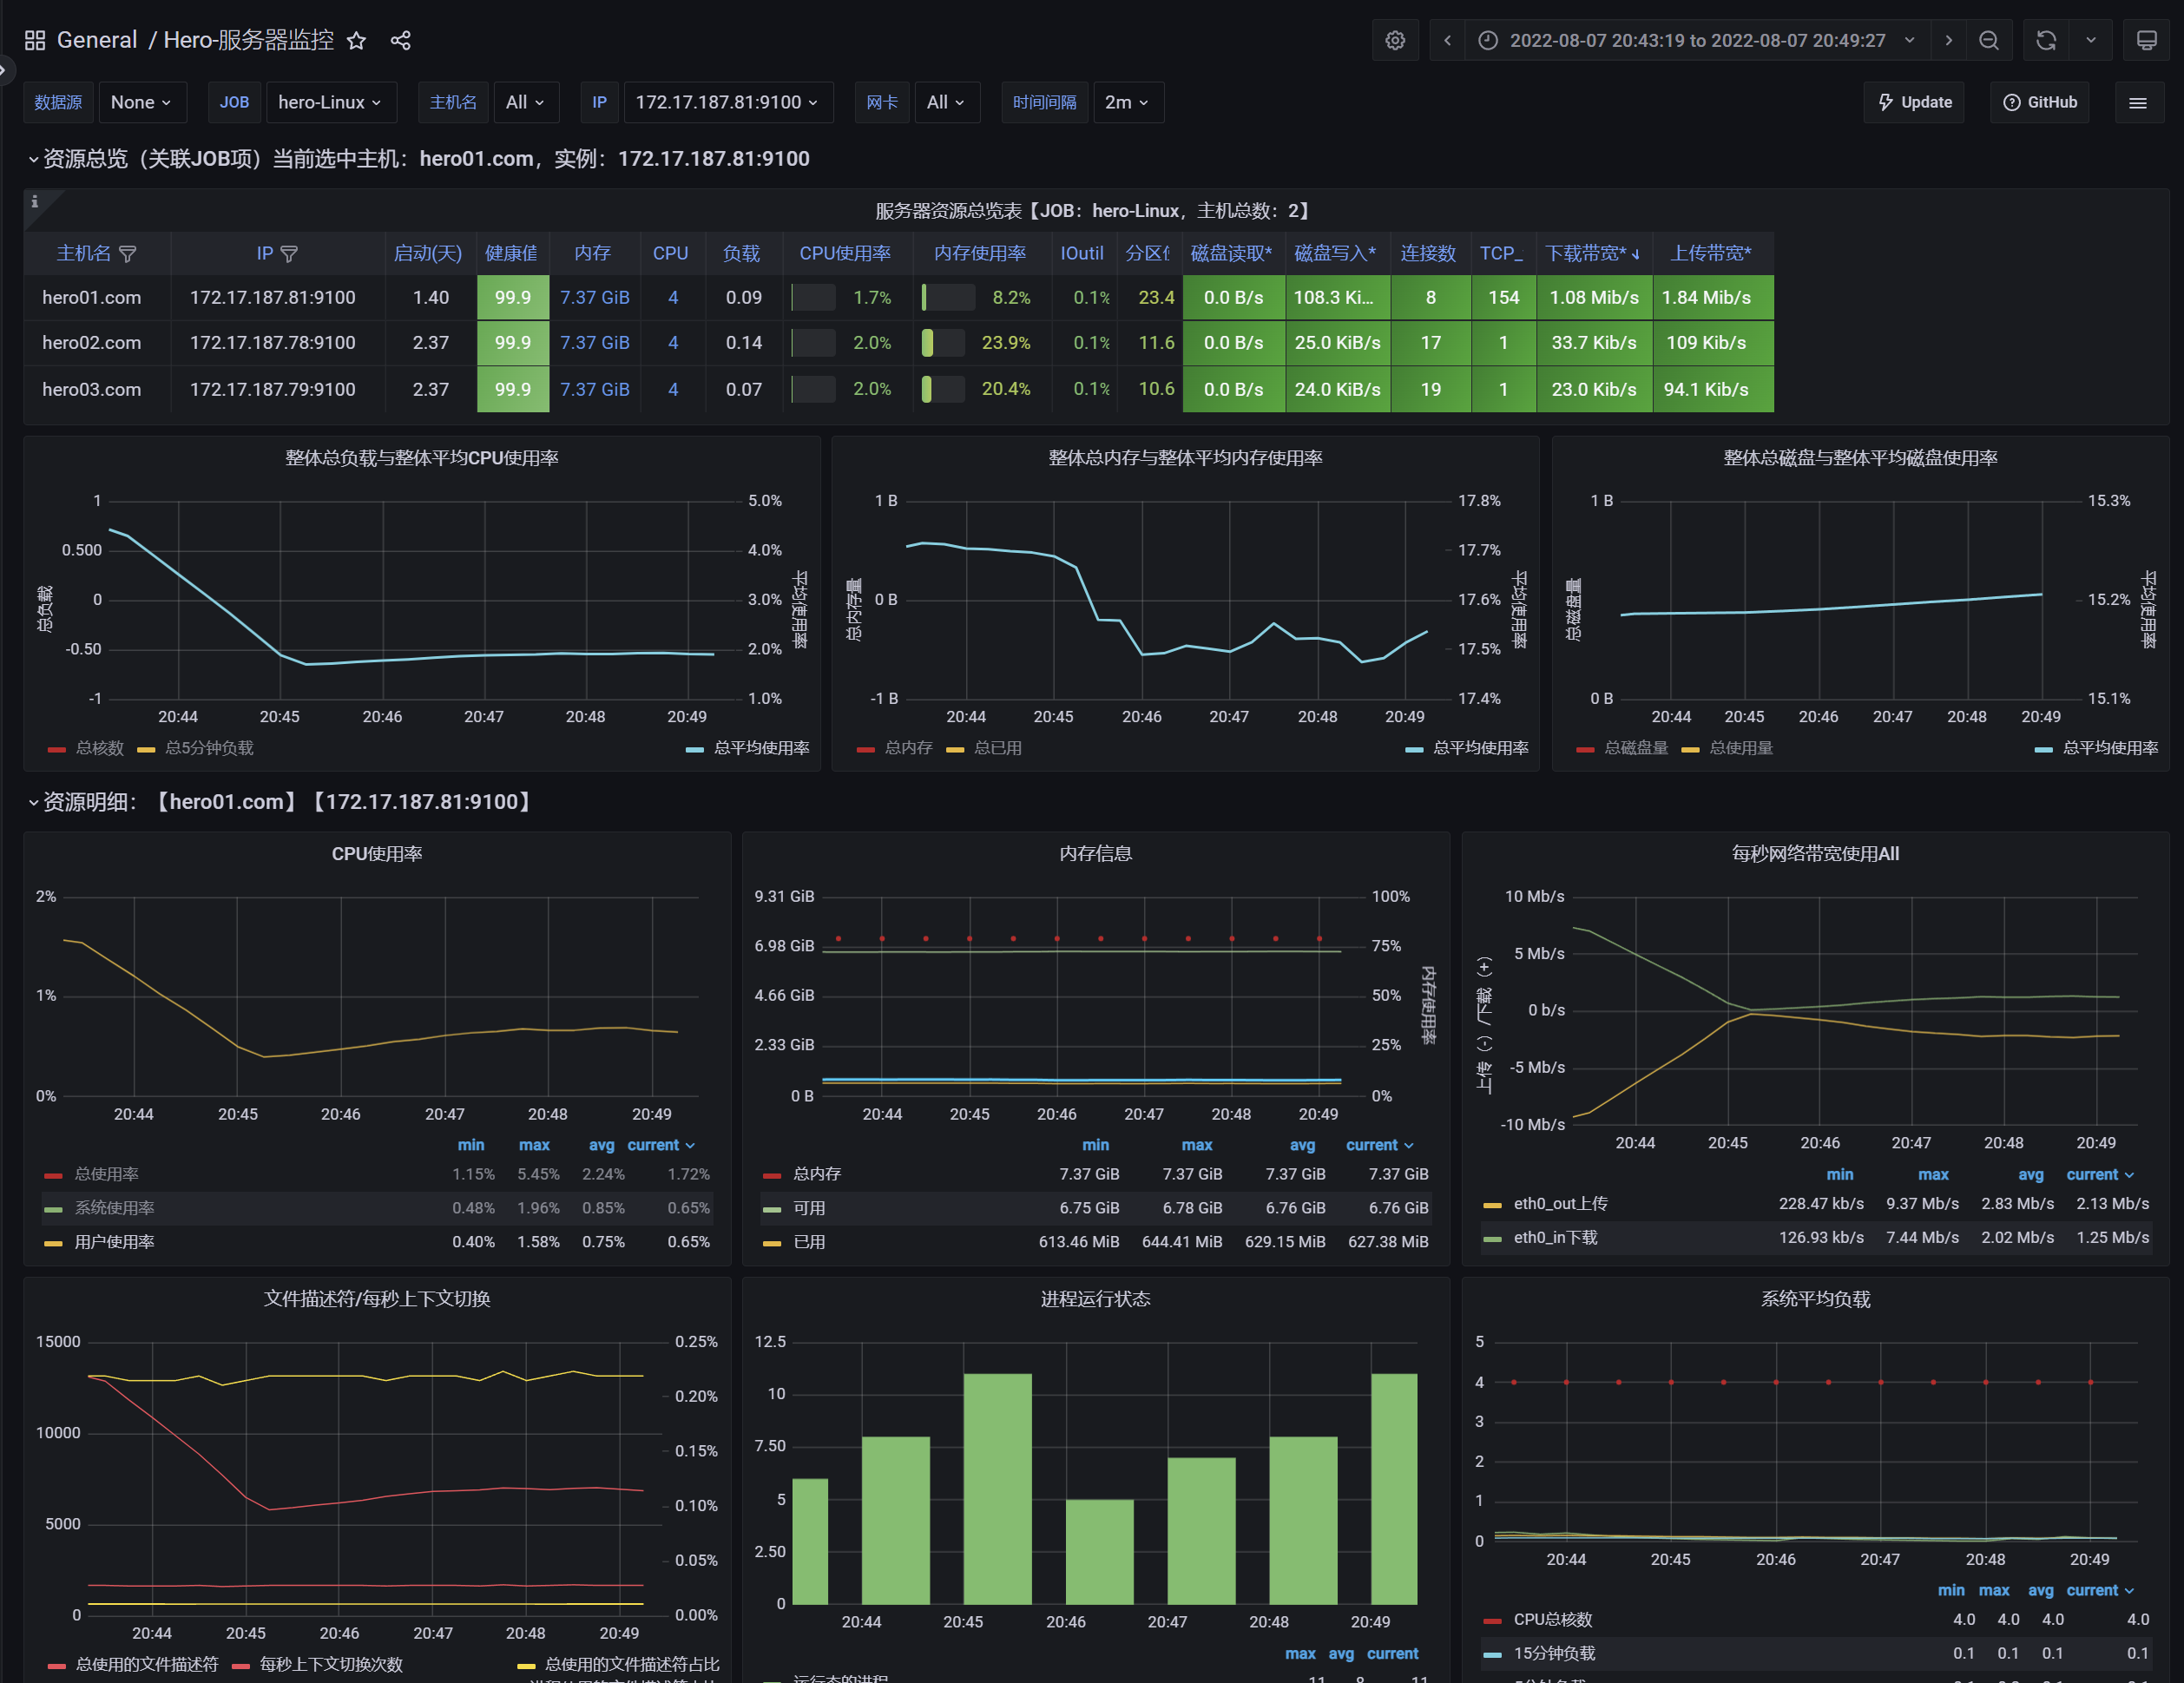 General / Hero-服务器监控
2022-08-07 20:43:19 to 2022-08-07 20:49:27
数据源 None JOB hero-Linux 主机名 All IP 172.17.187.81:9100 网卡 All 时间间隔 2m Update GitHub
资源总览（关联JOB项）当前选中主机：hero01.com，实例：172.17.187.81:9100
服务器资源总览表【JOB：hero-Linux，主机总数：2】
主机名 IP 启动(天) 健康值 内存 CPU 负载 CPU使用率 内存使用率 IOutil 分区 磁盘读取* 磁盘写入* 连接数 TCP_ 下载带宽* 上传带宽*
hero01.com 172.17.187.81:9100 1.40 99.9 7.37 GiB 4 0.09 1.7% 8.2% 0.1% 23.4 0.0 B/s 108.3 Ki... 8 154 1.08 Mib/s 1.84 Mib/s
hero02.com 172.17.187.78:9100 2.37 99.9 7.37 GiB 4 0.14 2.0% 23.9% 0.1% 11.6 0.0 B/s 25.0 KiB/s 17 1 33.7 Kib/s 109 Kib/s
hero03.com 172.17.187.79:9100 2.37 99.9 7.37 GiB 4 0.07 2.0% 20.4% 0.1% 10.6 0.0 B/s 24.0 KiB/s 19 1 23.0 Kib/s 94.1 Kib/s
整体总负载与整体平均CPU使用率
1 5.0%
0.500 4.0%
0 3.0%
-0.50 2.0%
-1 1.0%
总负载
平均使用率
20:44 20:45 20:46 20:47 20:48 20:49
总核数 总5分钟负载 总平均使用率
整体总内存与整体平均内存使用率
1 B 17.8%
17.7%
0 B 17.6%
17.5%
-1 B 17.4%
总内存量
平均使用率
20:44 20:45 20:46 20:47 20:48 20:49
总内存 总已用 总平均使用率
整体总磁盘与整体平均磁盘使用率
1 B 15.3%
15.2%
0 B 15.1%
总磁盘量
平均使用率
20:44 20:45 20:46 20:47 20:48 20:49
总磁盘量 总使用量 总平均使用率
资源明细：【hero01.com】【172.17.187.81:9100】
CPU使用率
2%
1%
0%
20:44 20:45 20:46 20:47 20:48 20:49
min max avg current
总使用率 1.15% 5.45% 2.24% 1.72%
系统使用率 0.48% 1.96% 0.85% 0.65%
用户使用率 0.40% 1.58% 0.75% 0.65%
内存信息
9.31 GiB 100%
6.98 GiB 75%
4.66 GiB 50%
2.33 GiB 25%
0 B 0%
内存使用率
20:44 20:45 20:46 20:47 20:48 20:49
min max avg current
总内存 7.37 GiB 7.37 GiB 7.37 GiB 7.37 GiB
可用 6.75 GiB 6.78 GiB 6.76 GiB 6.76 GiB
已用 613.46 MiB 644.41 MiB 629.15 MiB 627.38 MiB
每秒网络带宽使用All
10 Mb/s
5 Mb/s
0 b/s
-5 Mb/s
-10 Mb/s
上传（-）/下载（+）
20:44 20:45 20:46 20:47 20:48 20:49
min max avg current
eth0_out上传 228.47 kb/s 9.37 Mb/s 2.83 Mb/s 2.13 Mb/s
eth0_in下载 126.93 kb/s 7.44 Mb/s 2.02 Mb/s 1.25 Mb/s
文件描述符/每秒上下文切换
15000 0.25%
0.20%
10000
0.15%
0.10%
5000
0.05%
0 0.00%
20:44 20:45 20:46 20:47 20:48 20:49
总使用的文件描述符 每秒上下文切换次数 总使用的文件描述符占比
进程运行状态
12.5
10
7.50
5
2.50
0
20:44 20:45 20:46 20:47 20:48 20:49
max avg current
运行态的进程 11 8 11
系统平均负载
5
4
3
2
1
0
20:44 20:45 20:46 20:47 20:48 20:49
min max avg current
CPU总核数 4.0 4.0 4.0 4.0
15分钟负载 0.1 0.1 0.1 0.1